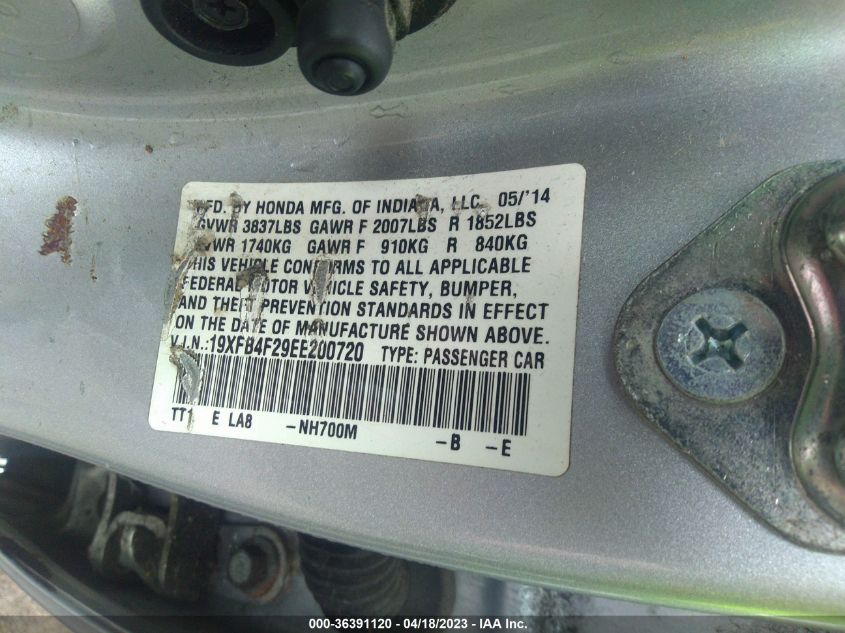 MFD. BY HONDA MFG. OF INDIANA, LLC. 05/'14
GVWR 3837LBS GAWR F 2007LBS R 1852LBS
GVWR 1740KG GAWR F 910KG R 840KG
THIS VEHICLE CONFORMS TO ALL APPLICABLE
FEDERAL MOTOR VEHICLE SAFETY, BUMPER,
AND THEFT PREVENTION STANDARDS IN EFFECT
ON THE DATE OF MANUFACTURE SHOWN ABOVE.
V.I.N.:19XFB4F29EE200720 TYPE: PASSENGER CAR
TT1 E LA8 -NH700M -B -E
000-36391120 - 04/18/2023 - IAA Inc.